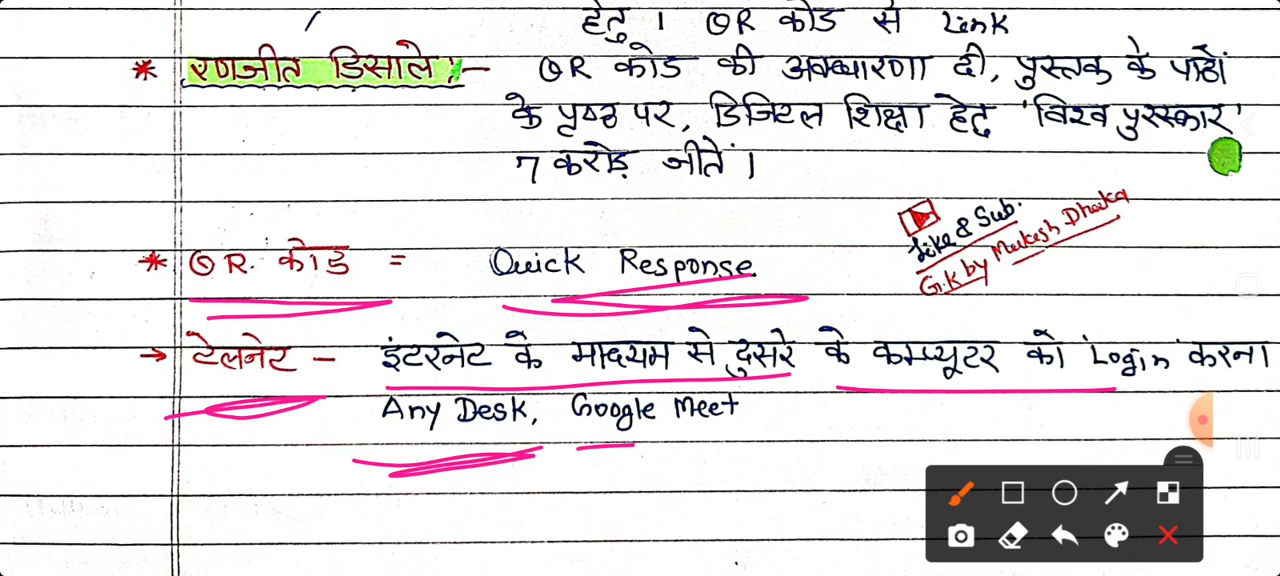 हेतु । QR कोड से Link
* रणजीत डिसाले :- QR कोड की अवधारणा दी, पुस्तक के पाठों
के पृष्ठ पर, डिजिटल शिक्षा हेतु 'विश्व पुरस्कार'
7 करोड़ जीते ।
Like & Sub.
G.K by Mukesh Dhaka
* QR. कोड = Quick Response
→ टेलनेट - इंटरनेट के माध्यम से दुसरे के कम्प्यूटर को 'Login' करना
Any Desk, Google Meet